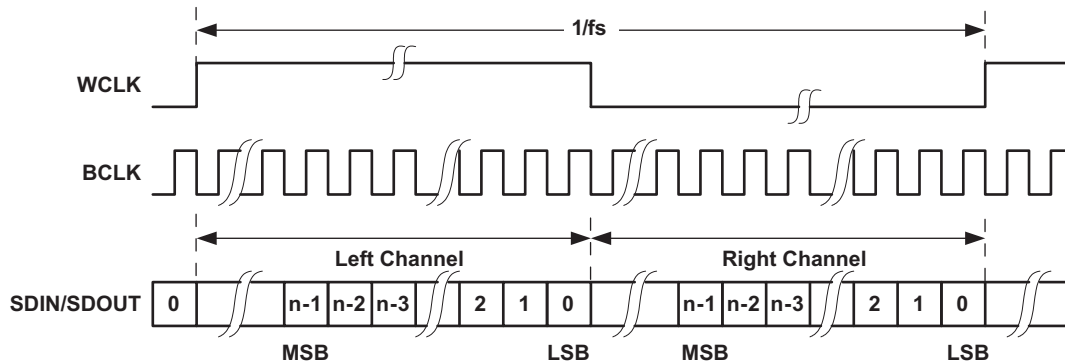 1/fs
WCLK
BCLK
Left Channel Right Channel
SDIN/SDOUT 0 n-1 n-2 n-3 2 1 0 n-1 n-2 n-3 2 1 0
MSB LSB MSB LSB